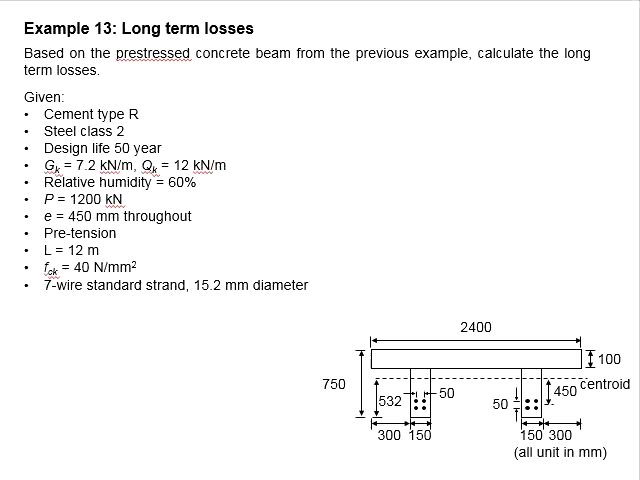 Example 13: Long term losses
Based on the prestressed concrete beam from the previous example, calculate the long
term losses.
Given:
• Cement type R
• Steel class 2
• Design life 50 year
• Gk = 7.2 kN/m, Qk = 12 kN/m
• Relative humidity = 60%
• P = 1200 kN
• e = 450 mm throughout
• Pre-tension
• L = 12 m
• fck = 40 N/mm²
• 7-wire standard strand, 15.2 mm diameter
2400
100
750
centroid
532
50
50
450
300 150
150 300
(all unit in mm)